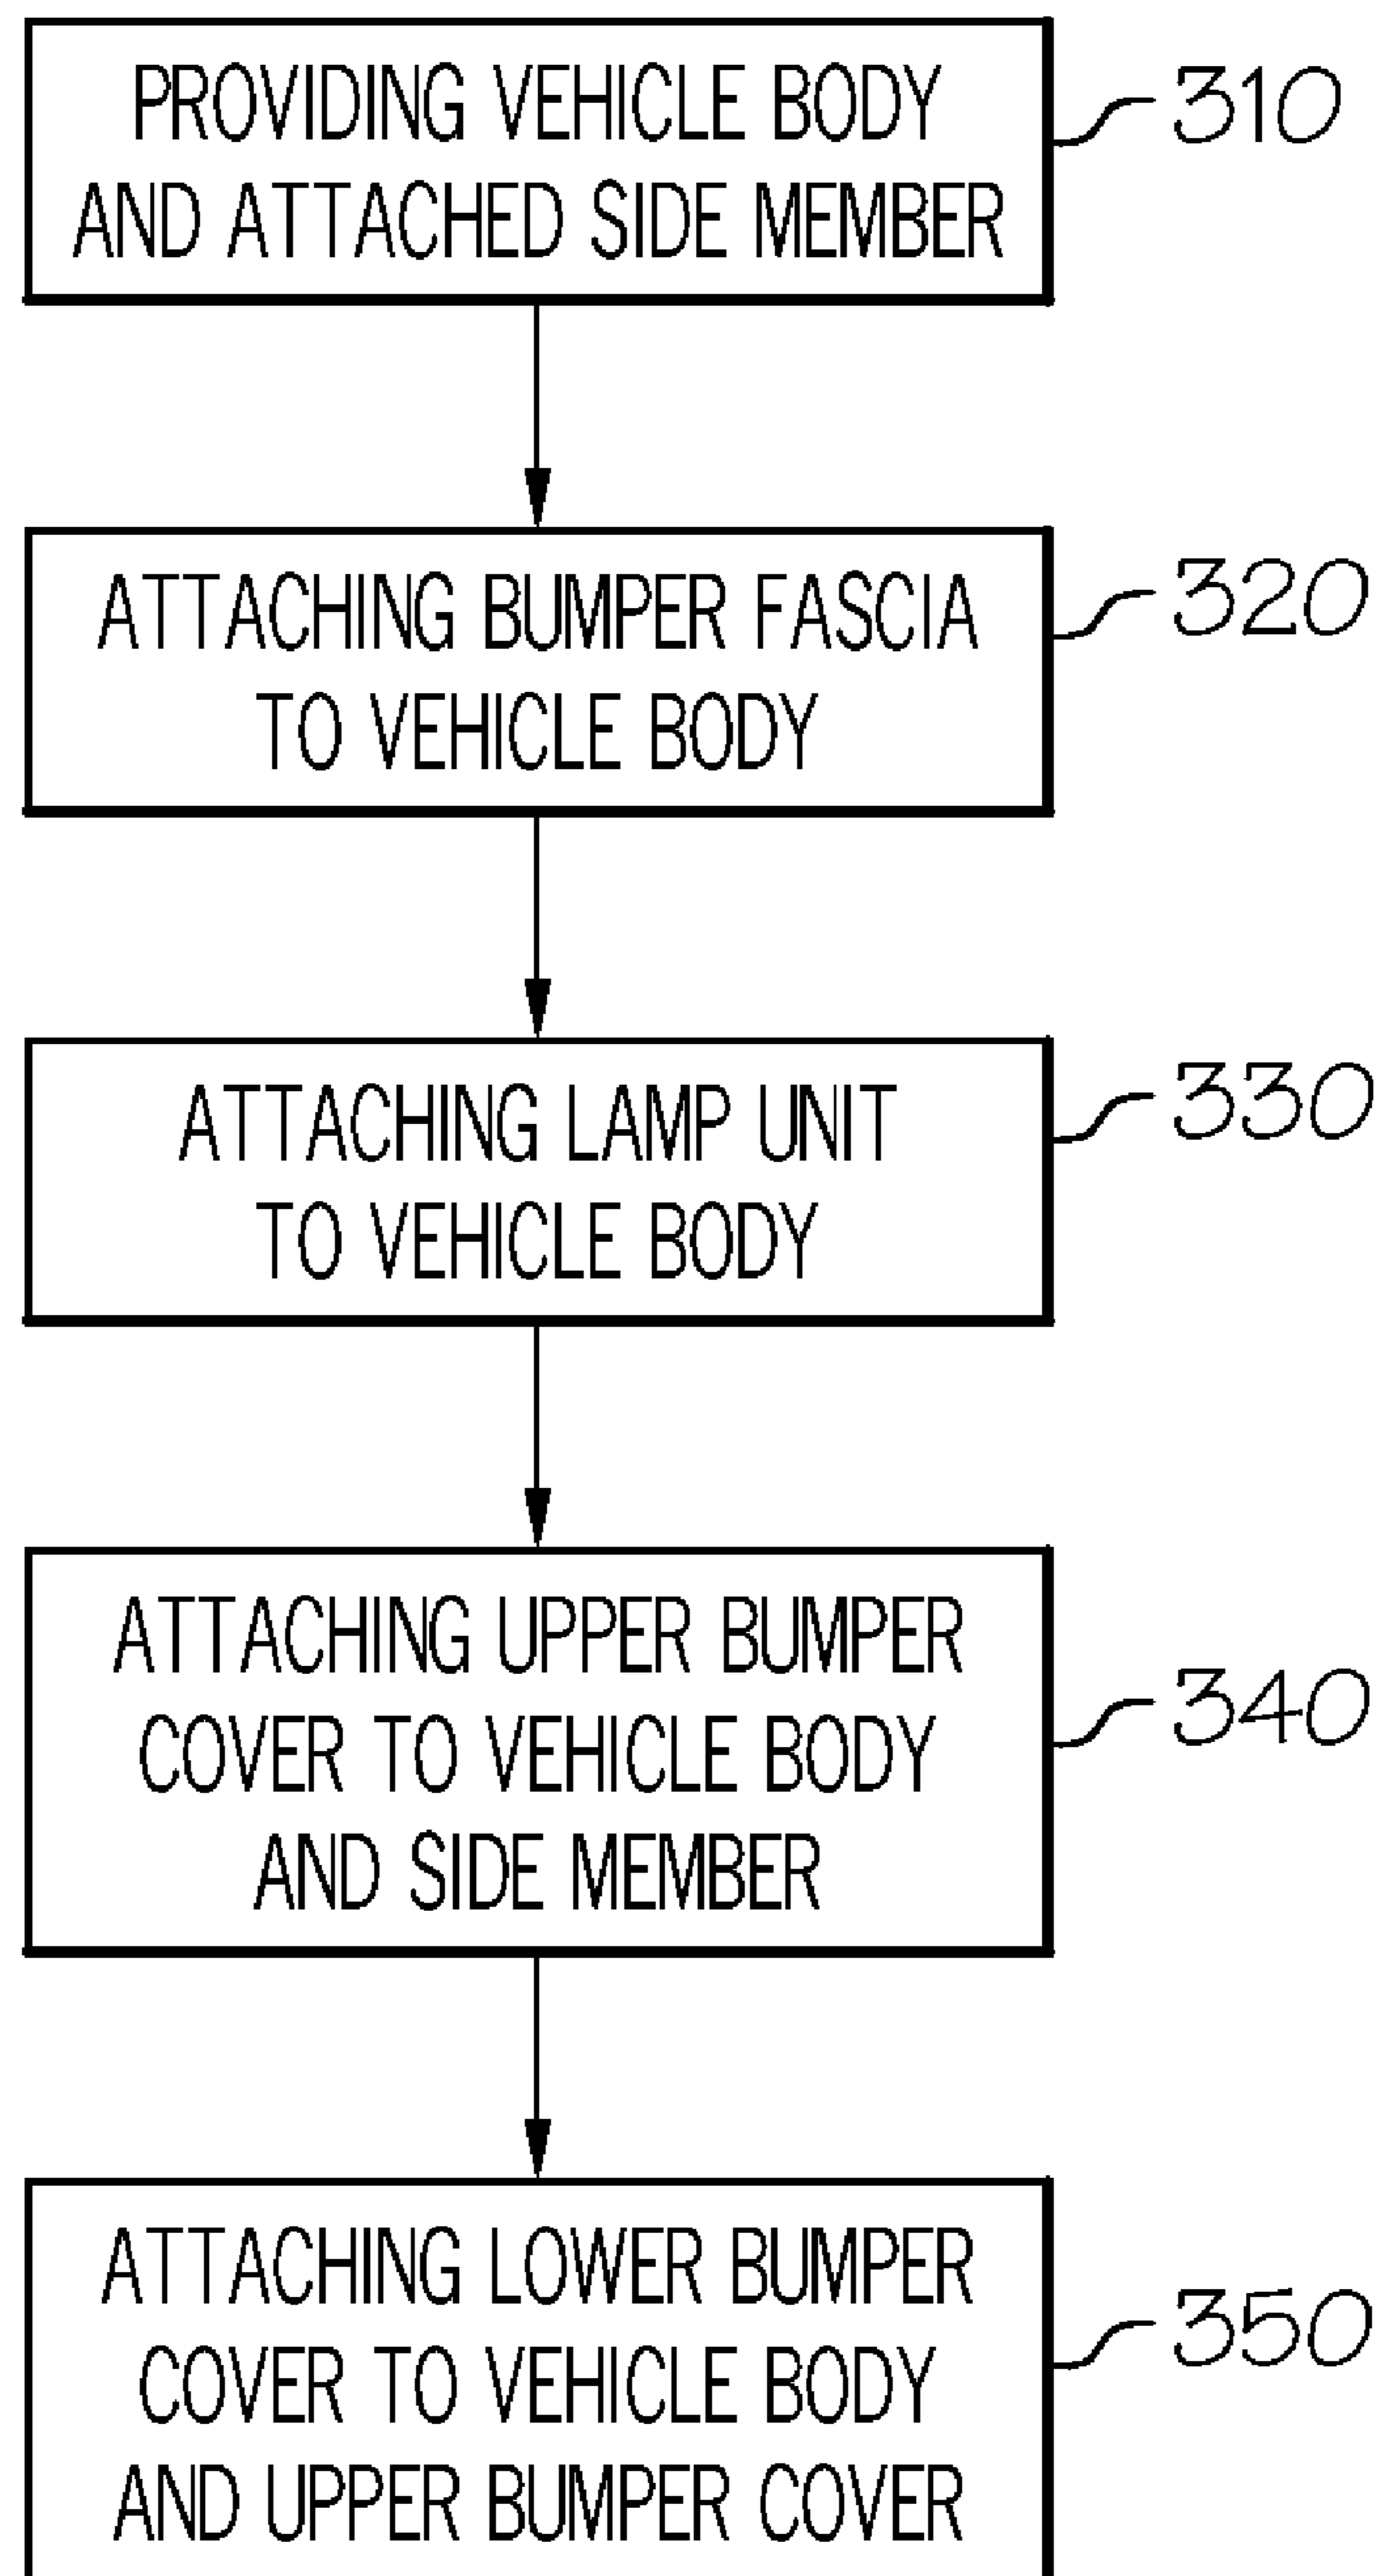 PROVIDING VEHICLE BODY
AND ATTACHED SIDE MEMBER
310
ATTACHING BUMPER FASCIA
TO VEHICLE BODY
320
ATTACHING LAMP UNIT
TO VEHICLE BODY
330
ATTACHING UPPER BUMPER
COVER TO VEHICLE BODY
AND SIDE MEMBER
340
ATTACHING LOWER BUMPER
COVER TO VEHICLE BODY
AND UPPER BUMPER COVER
350